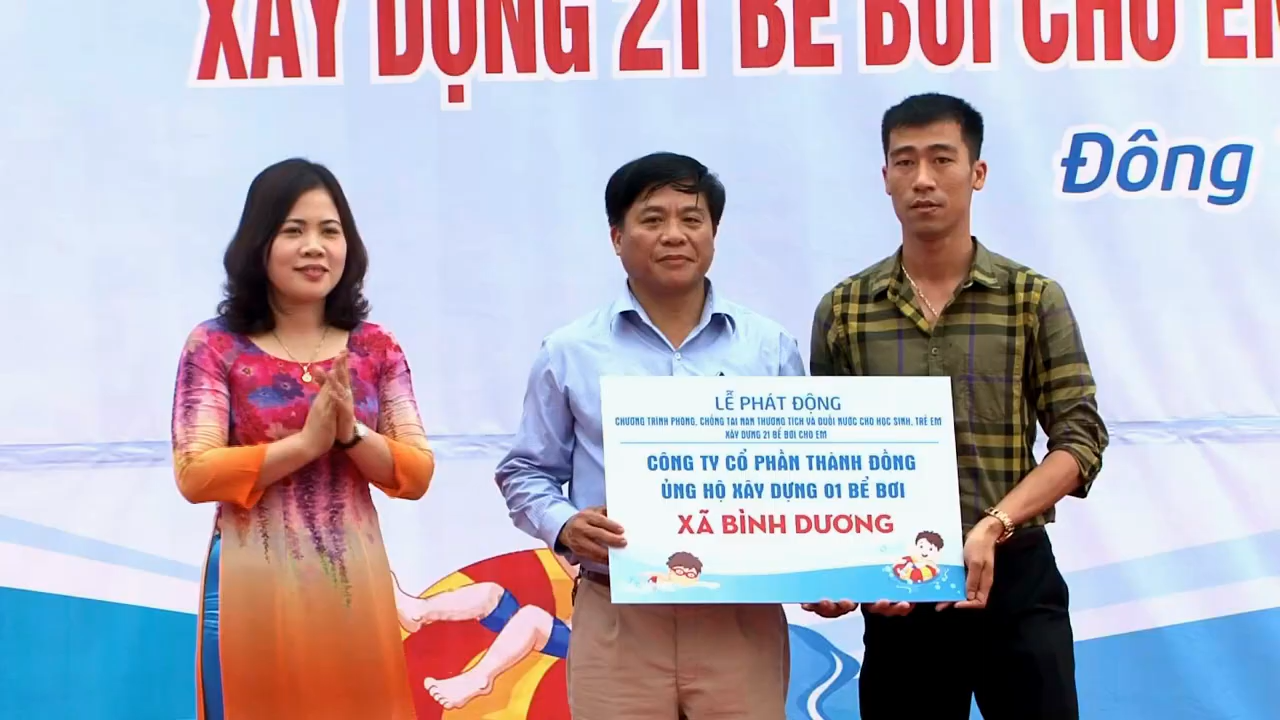 XÂY DỰNG 21 BỂ BƠI CHO EM
Đông
LỄ PHÁT ĐỘNG
CHƯƠNG TRÌNH PHÒNG, CHỐNG TAI NẠN THƯƠNG TÍCH VÀ ĐUỐI NƯỚC CHO HỌC SINH, TRẺ EM
XÂY DỰNG 21 BỂ BƠI CHO EM
CÔNG TY CỔ PHẦN THÀNH ĐỒNG
ỦNG HỘ XÂY DỰNG 01 BỂ BƠI
XÃ BÌNH DƯƠNG